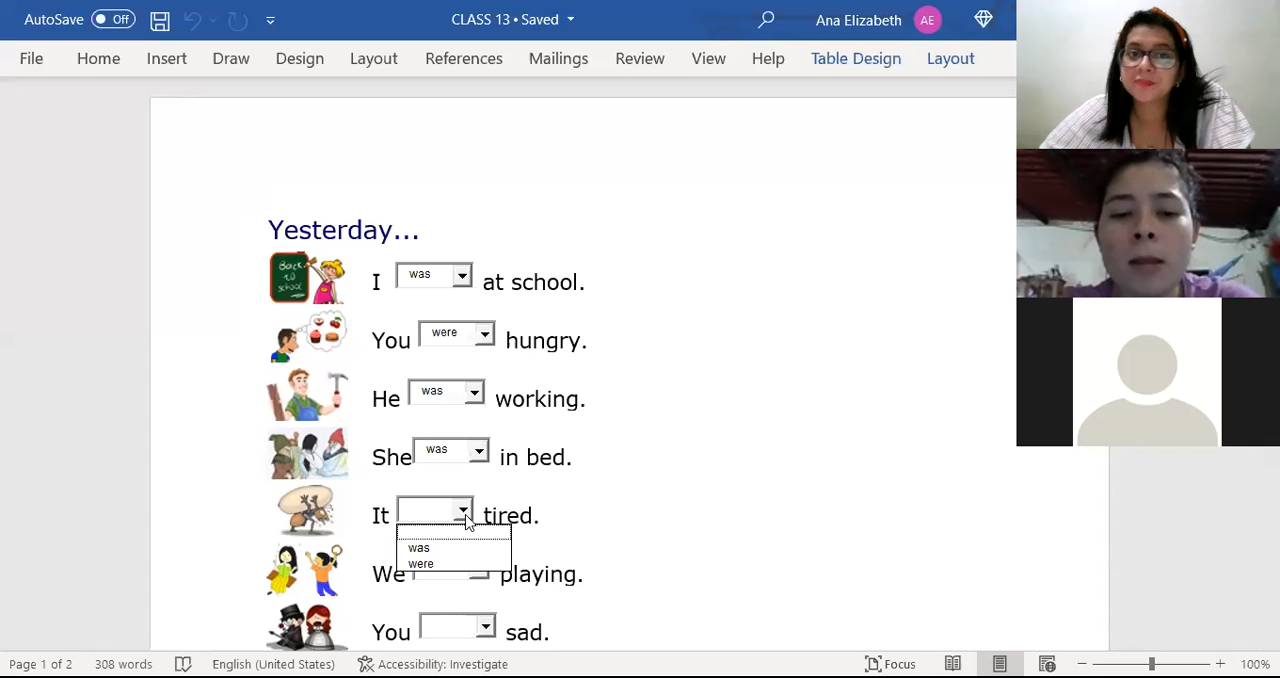 AutoSave Off CLASS 13 • Saved Ana Elizabeth AE
File Home Insert Draw Design Layout References Mailings Review View Help Table Design Layout
Yesterday...
Back to school
I was at school.
You were hungry.
He was working.
She was in bed.
It tired.
was
were
We playing.
You sad.
Page 1 of 2 308 words English (United States) Accessibility: Investigate Focus 100%